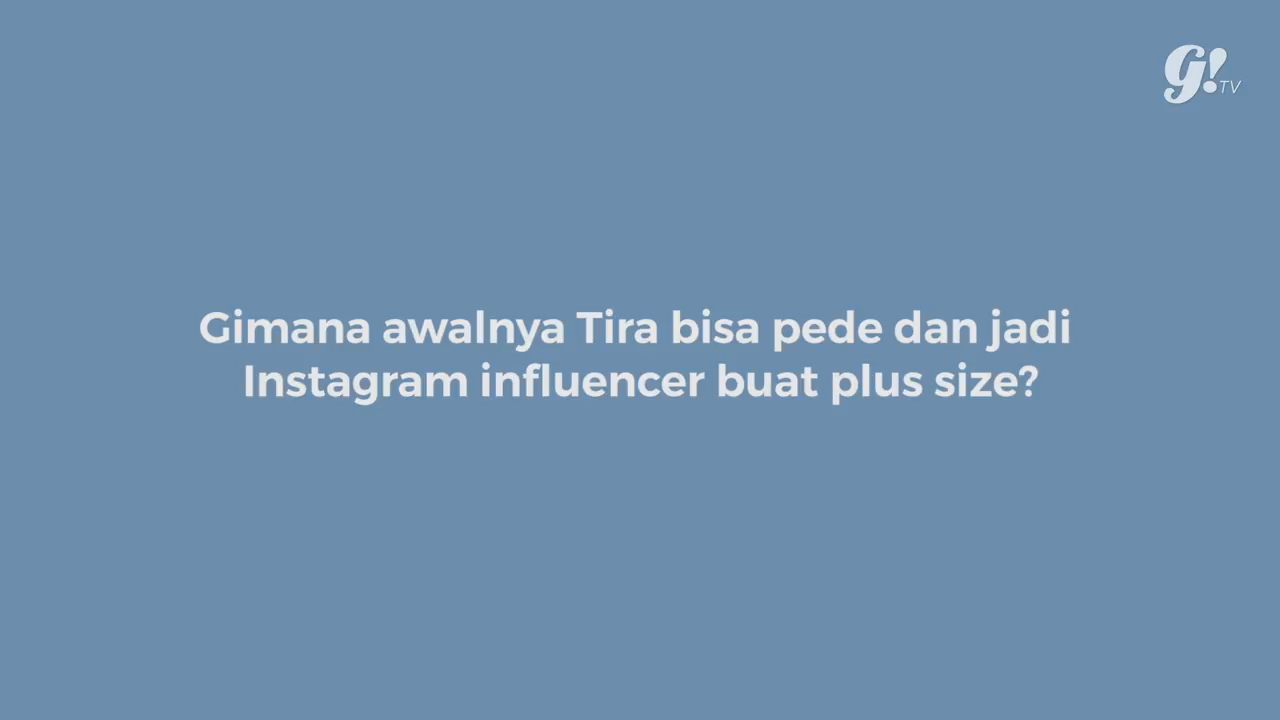 G! TV
Gimana awalnya Tira bisa pede dan jadi
Instagram influencer buat plus size?